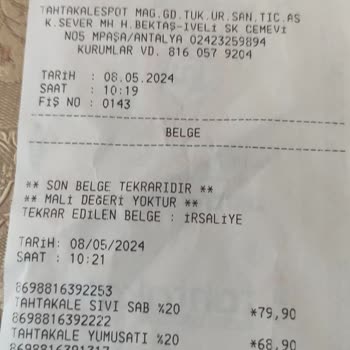 TAHTAKALESPOT MAG.GD.TUK.UR.SAN.TIC.AS
K.SEVER MH H.BEKTAŞ-IVELİ SK CEMEVİ
NO5 MPAŞA/ANTALYA 02423259894
KURUMLAR VD. 816 057 9204
TARİH : 08.05.2024
SAAT : 10:19
FİŞ NO : 0143
BELGE
** SON BELGE TEKRARIDIR **
** MALİ DEĞERİ YOKTUR **
TEKRAR EDİLEN BELGE : İRSALİYE
TARİH: 08/05/2024
SAAT : 10:21
8698816392253
TAHTAKALE SIVI SAB %20 *79,90
8698816392222
TAHTAKALE YUMUSATI %20 *68,90